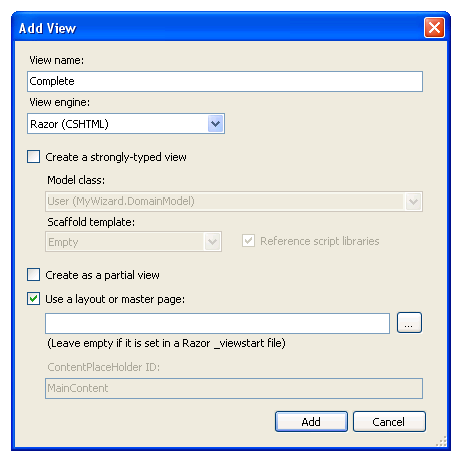 Add View
View name:
Complete
View engine:
Razor (CSHTML)
Create a strongly-typed view
Model class:
User (MyWizard.DomainModel)
Scaffold template:
Empty
Reference script libraries
Create as a partial view
Use a layout or master page:
...
(Leave empty if it is set in a Razor _viewstart file)
ContentPlaceHolder ID:
MainContent
Add
Cancel